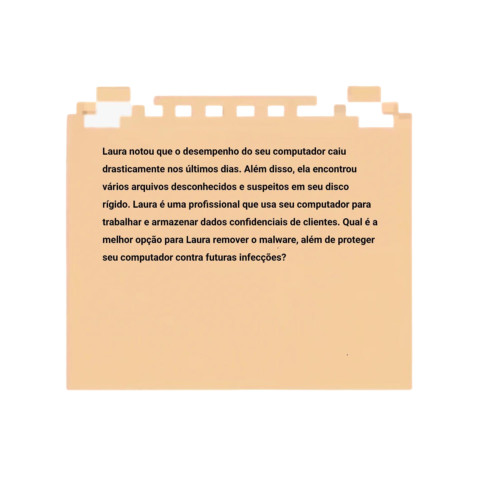 Laura notou que o desempenho do seu computador caiu
drasticamente nos últimos dias. Além disso, ela encontrou
vários arquivos desconhecidos e suspeitos em seu disco
rígido. Laura é uma profissional que usa seu computador para
trabalhar e armazenar dados confidenciais de clientes. Qual é a
melhor opção para Laura remover o malware, além de proteger
seu computador contra futuras infecções?